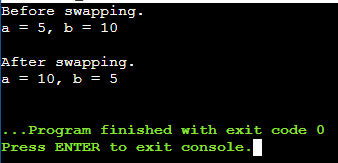 Before swapping.
a = 5, b = 10
After swapping.
a = 10, b = 5
...Program finished with exit code 0
Press ENTER to exit console.